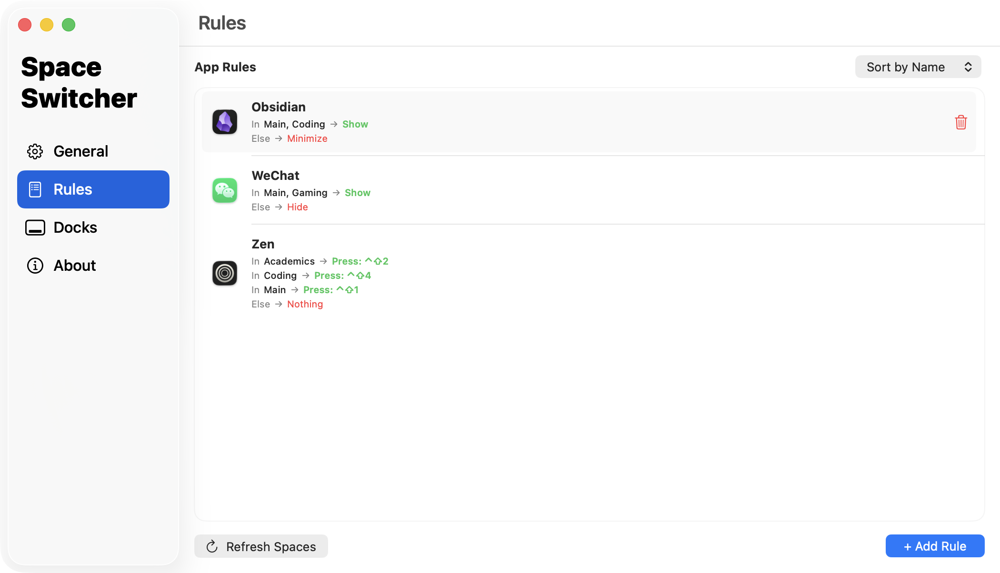 Space
Switcher
General
Rules
Docks
About
Rules
App Rules
Sort by Name
Obsidian
In Main, Coding → Show
Else → Minimize
WeChat
In Main, Gaming → Show
Else → Hide
Zen
In Academics → Press: ⌃⇧2
In Coding → Press: ⌃⇧4
In Main → Press: ⌃⇧1
Else → Nothing
Refresh Spaces
+ Add Rule